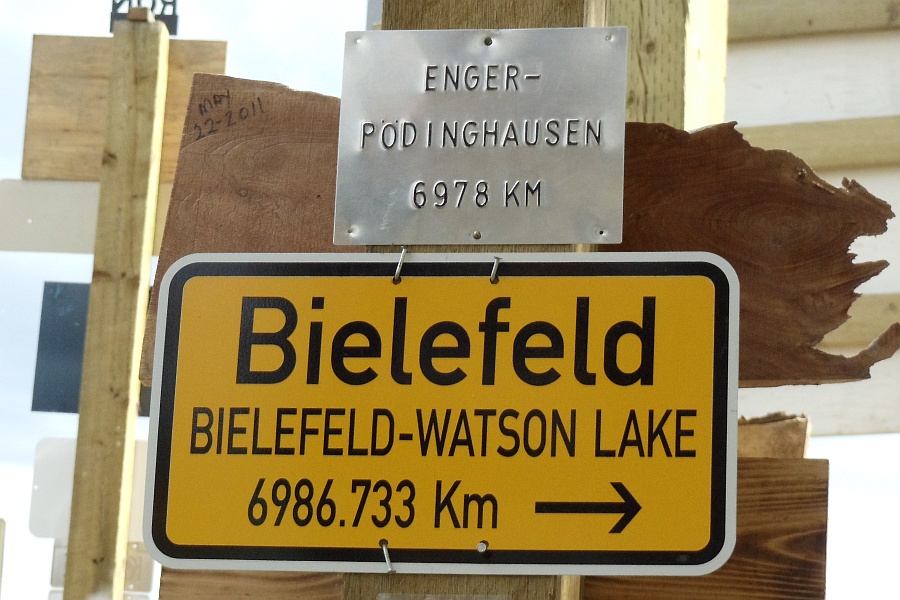 MAY
22-2011
ENGER-
PÖDINGHAUSEN
6978 KM
Bielefeld
BIELEFELD-WATSON LAKE
6986.733 Km